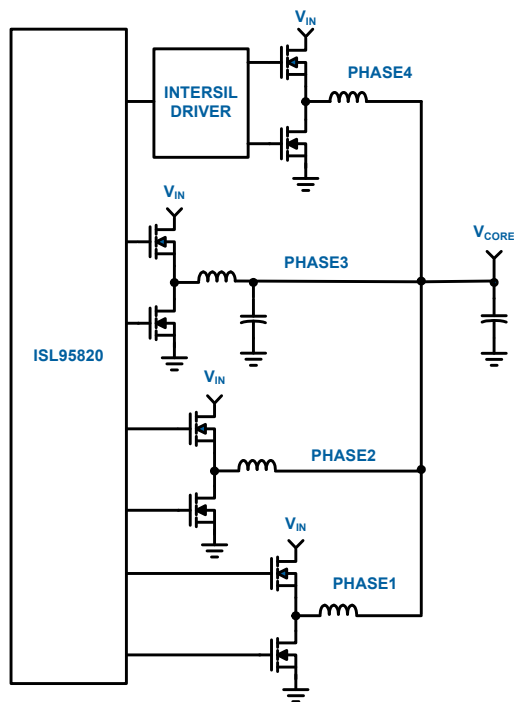 VIN
PHASE4
INTERSIL
DRIVER
VIN
PHASE3
VCORE
ISL95820
VIN
PHASE2
VIN
PHASE1